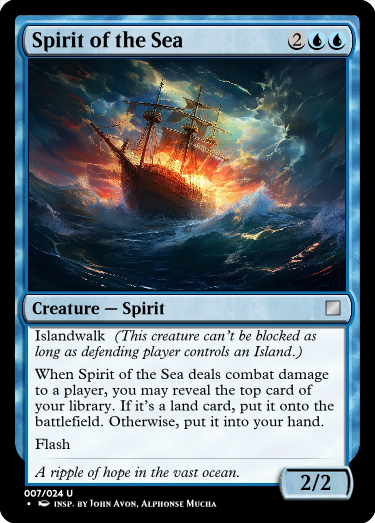 Spirit of the Sea 2
Creature — Spirit
Islandwalk (This creature can't be blocked as
long as defending player controls an Island.)
When Spirit of the Sea deals combat damage
to a player, you may reveal the top card of
your library. If it's a land card, put it onto the
battlefield. Otherwise, put it into your hand.
Flash
A ripple of hope in the vast ocean.
2/2
007/024 U
• INSP. BY JOHN AVON, ALPHONSE MUCHA